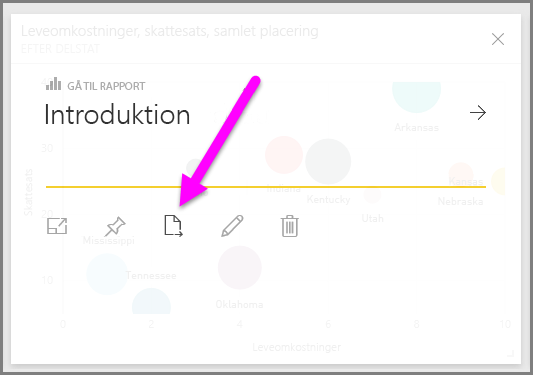 Leveomkostninger, skattesats, samlet placering
EFTER DELSTAT
GÅ TIL RAPPORT
Introduktion
Arkansas
30
Indiana
Kentucky
Kansas
Nebraska
Utah
Skattesats
20
Mississippi
Tennessee
10
Oklahoma
0 2 4 6 8 10
Leveomkostninger